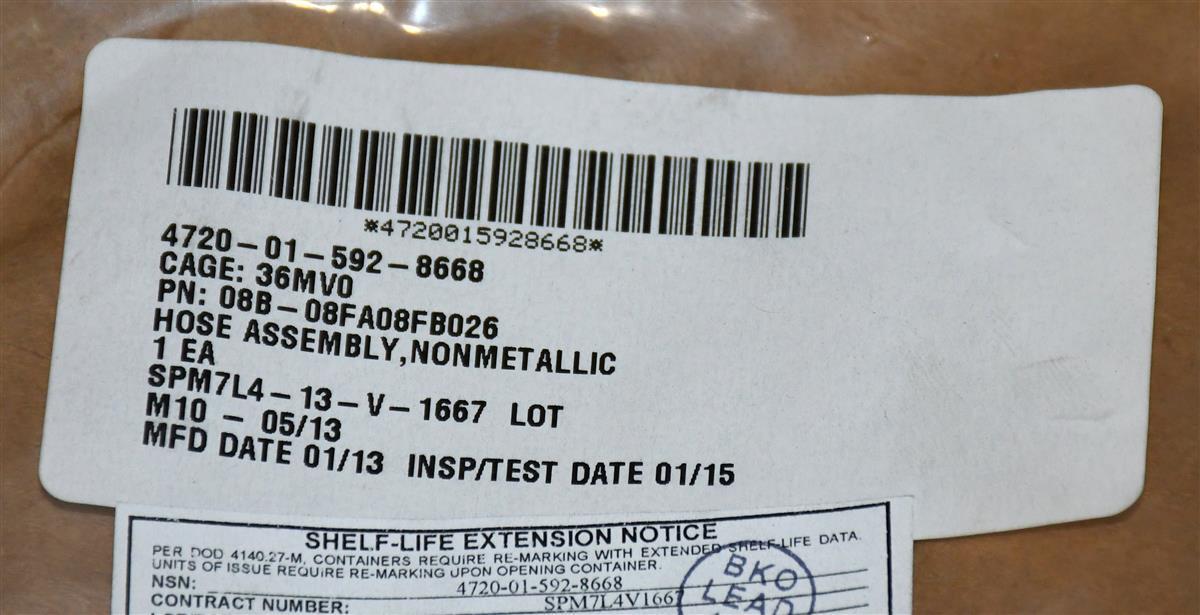 *4720015928668*
4720-01-592-8668
CAGE: 36MV0
PN: 08B-08FA08FB026
HOSE ASSEMBLY,NONMETALLIC
1 EA
SPM7L4-13-V-1667 LOT
M10 - 05/13
MFD DATE 01/13 INSP/TEST DATE 01/15
SHELF-LIFE EXTENSION NOTICE
PER DOD 4140.27-M, CONTAINERS REQUIRE RE-MARKING WITH EXTENDED SHELF-LIFE DATA.
UNITS OF ISSUE REQUIRE RE-MARKING UPON OPENING CONTAINER.
NSN: 4720-01-592-8668
CONTRACT NUMBER: SPM7L4V1667
BKO
LEAD